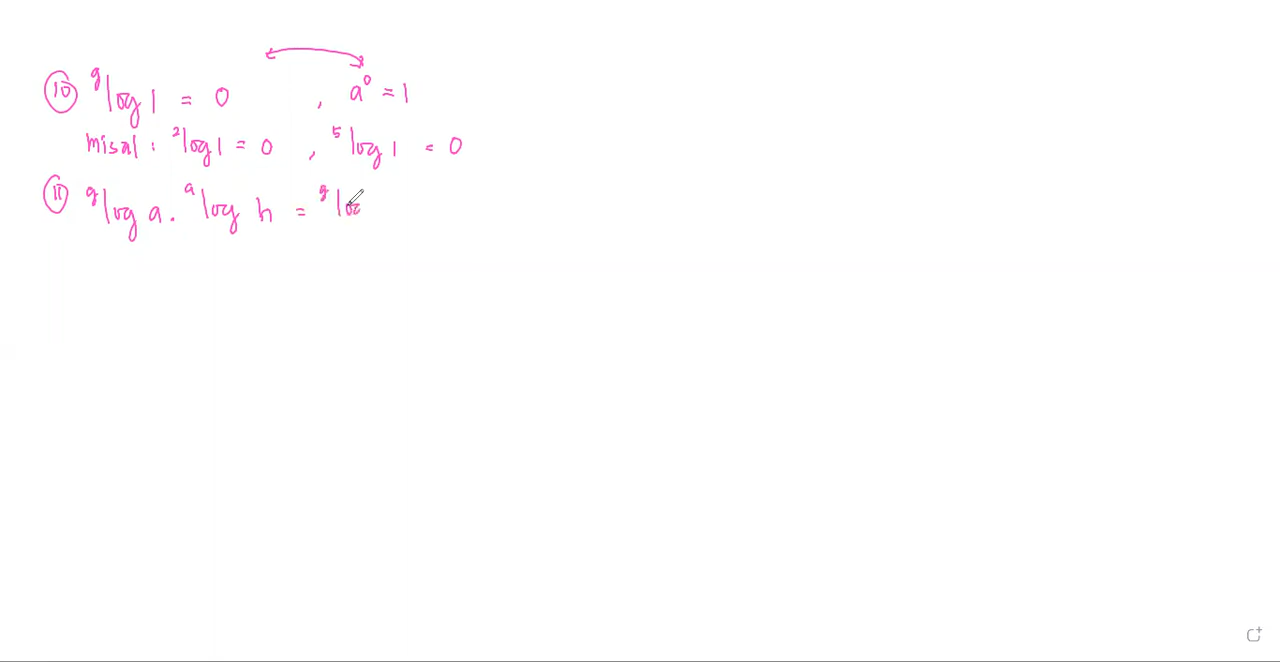 ⑩ ᵍlog 1 = 0 , a⁰ = 1
misal : ²log 1 = 0 , ⁵log 1 = 0
⑪ ᵍlog a . ᵃlog h = ᵍlog